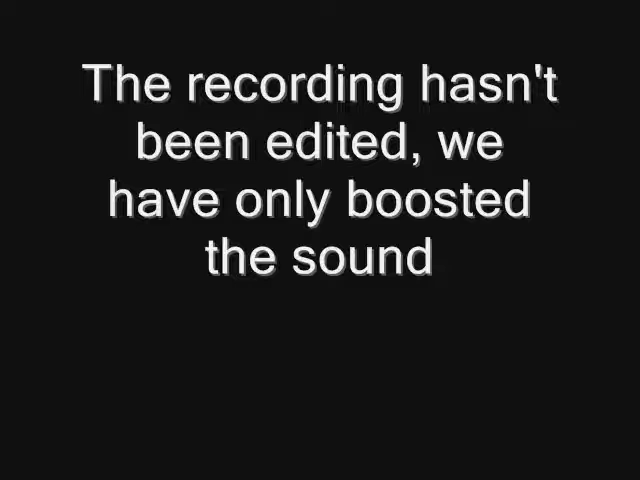 The recording hasn't
been edited, we
have only boosted
the sound